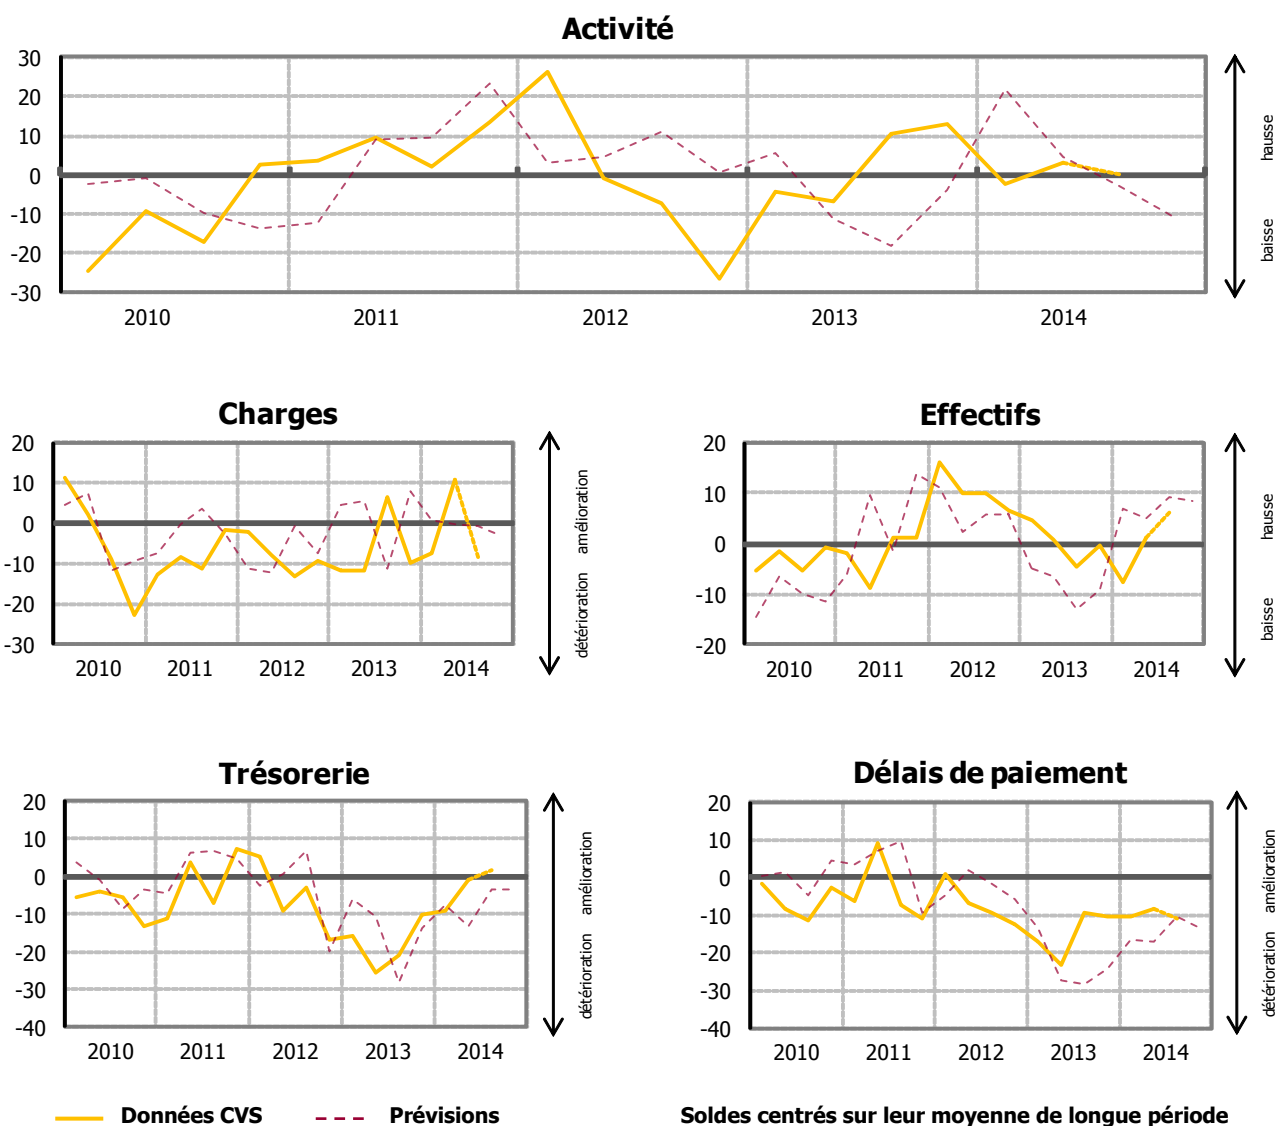 Activité
30
20
10
0
-10
-20
-30
2010 2011 2012 2013 2014
hausse
baisse
Charges
20
10
0
-10
-20
-30
2010 2011 2012 2013 2014
amélioration
détérioration
Effectifs
20
10
0
-10
-20
2010 2011 2012 2013 2014
hausse
baisse
Trésorerie
20
10
0
-10
-20
-30
-40
2010 2011 2012 2013 2014
amélioration
détérioration
Délais de paiement
20
10
0
-10
-20
-30
-40
2010 2011 2012 2013 2014
amélioration
détérioration
Données CVS Prévisions Soldes centrés sur leur moyenne de longue période